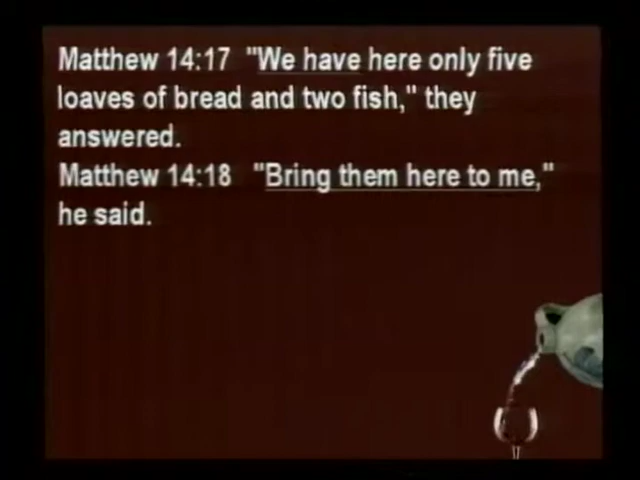 Matthew 14:17 "We have here only five
loaves of bread and two fish," they
answered.
Matthew 14:18 "Bring them here to me,"
he said.